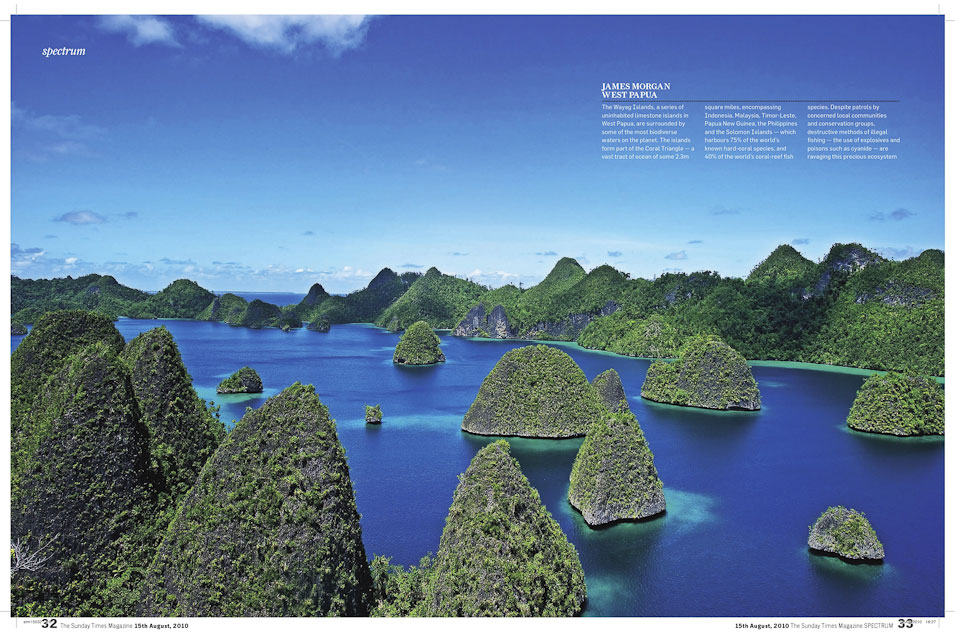 spectrum
JAMES MORGAN
WEST PAPUA
The Wayag Islands, a series of
uninhabited limestone islands in
West Papua, are surrounded by
some of the most biodiverse
waters on the planet. The islands
form part of the Coral Triangle — a
vast tract of ocean of some 2.3m
square miles, encompassing
Indonesia, Malaysia, Timor-Leste,
Papua New Guinea, the Philippines
and the Solomon Islands — which
harbours 75% of the world's
known hard-coral species, and
40% of the world's coral-reef fish
species. Despite patrols by
concerned local communities
and conservation groups,
destructive methods of illegal
fishing — the use of explosives and
poisons such as cyanide — are
ravaging this precious ecosystem
32 The Sunday Times Magazine 15th August, 2010
15th August, 2010 The Sunday Times Magazine SPECTRUM 33